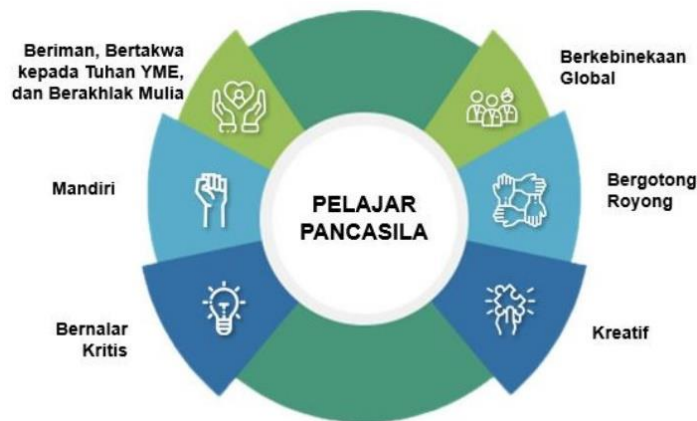 Beriman, Bertakwa
kepada Tuhan YME,
dan Berakhlak Mulia
Berkebinekaan
Global
Mandiri
PELAJAR
PANCASILA
Bergotong
Royong
Bernalar
Kritis
Kreatif